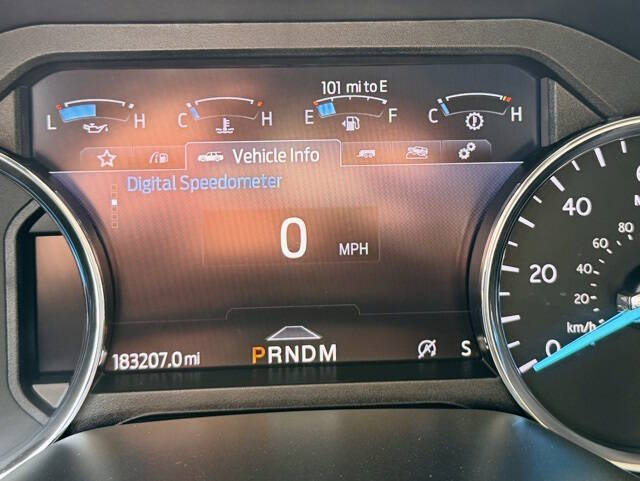 101 mi to E
L H C H E F C H
Vehicle Info
Digital Speedometer
0 MPH
183207.0 mi
PRNDM
S
0 20 40
km/h 20 40 60 80